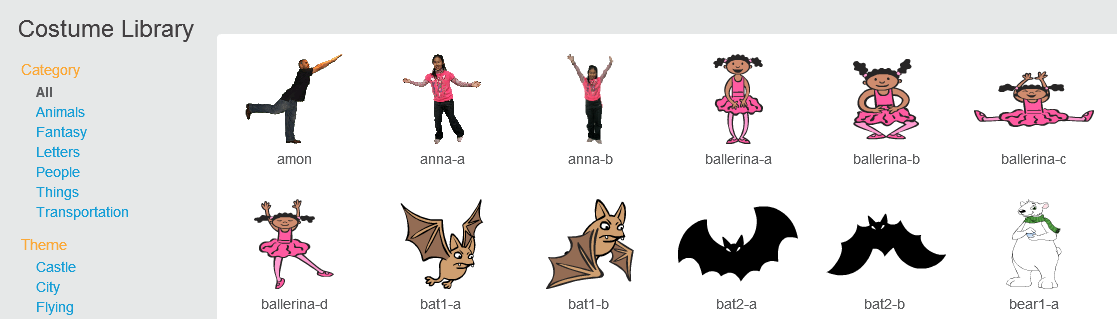 Costume Library
Category
All
Animals
Fantasy
Letters
People
Things
Transportation
Theme
Castle
City
Flying
amon anna-a anna-b ballerina-a ballerina-b ballerina-c
ballerina-d bat1-a bat1-b bat2-a bat2-b bear1-a